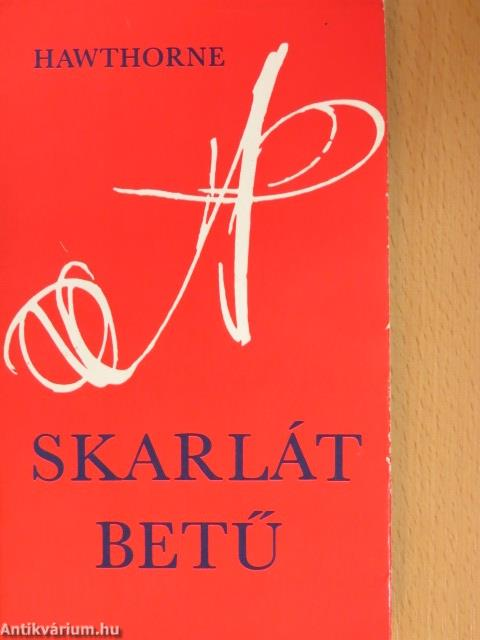 HAWTHORNE
A
SKARLÁT
BETŰ
Antikvárium.hu